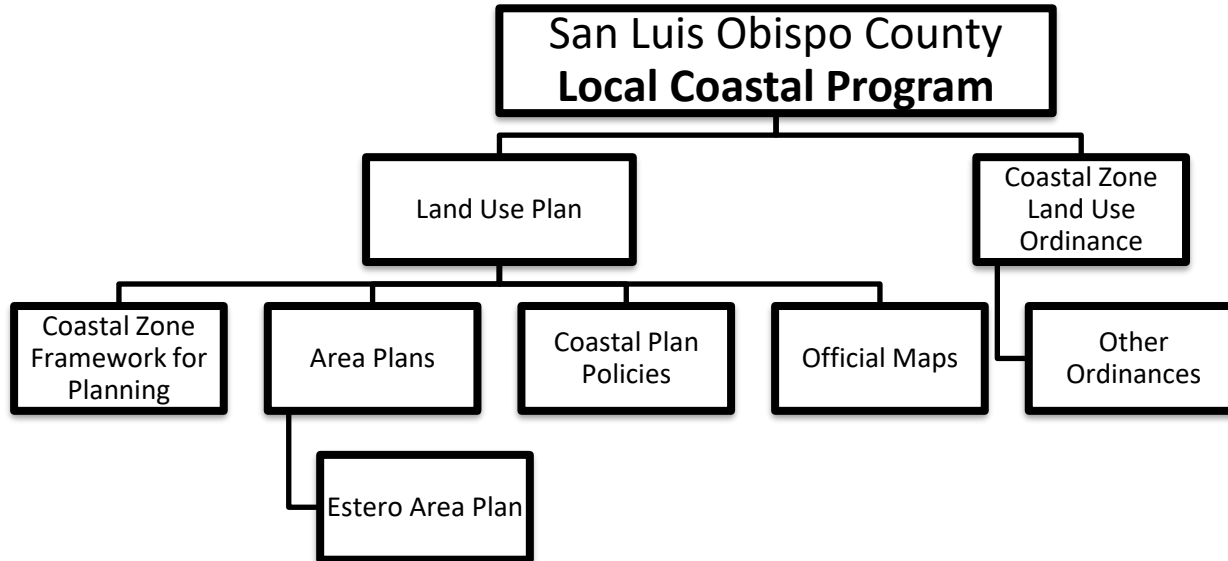 San Luis Obispo County
Local Coastal Program
Land Use Plan
Coastal Zone
Land Use
Ordinance
Coastal Zone
Framework for
Planning
Area Plans
Coastal Plan
Policies
Official Maps
Other
Ordinances
Estero Area Plan